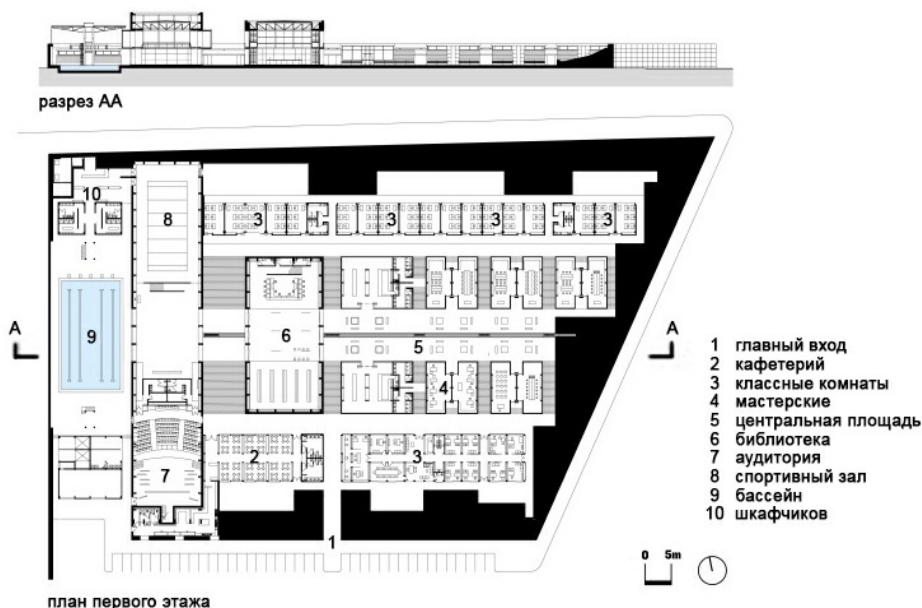 разрез АА
10
8
3
3
3
3
9
6
A
A
5
4
2
3
7
1
1 главный вход
2 кафетерий
3 классные комнаты
4 мастерские
5 центральная площадь
6 библиотека
7 аудитория
8 спортивный зал
9 бассейн
10 шкафчиков
0 5m
план первого этажа